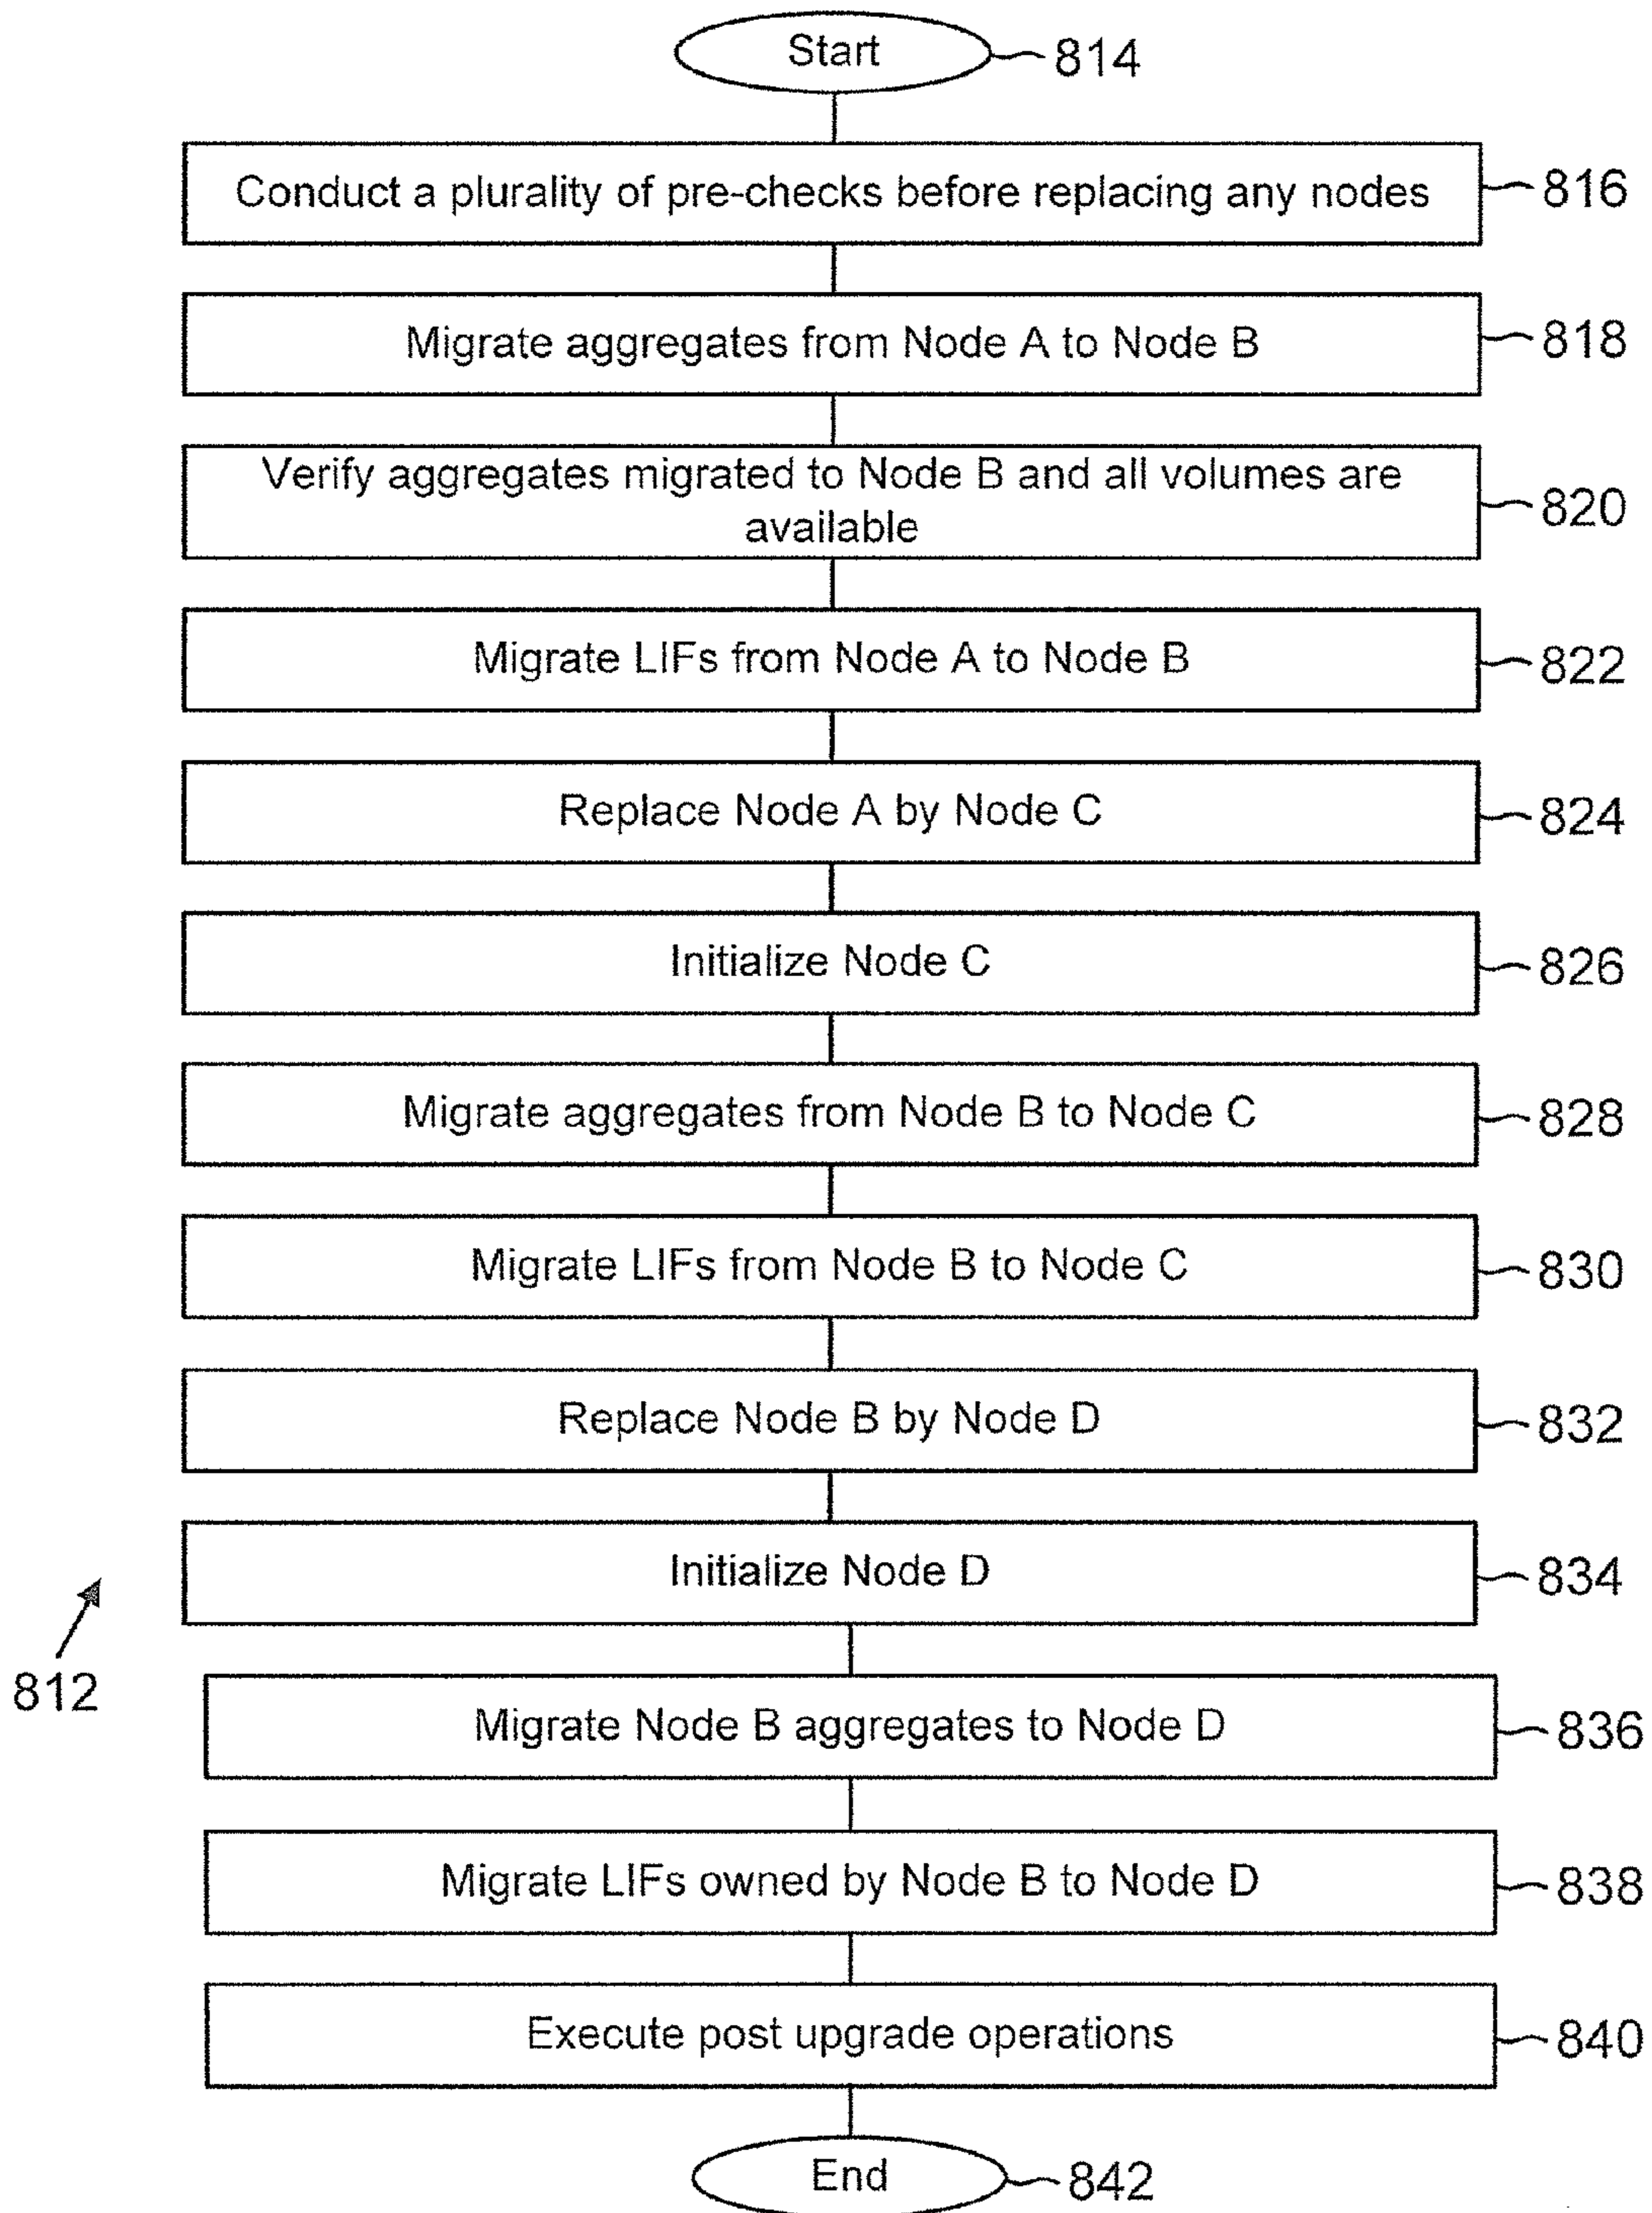 Start
814
Conduct a plurality of pre-checks before replacing any nodes
816
Migrate aggregates from Node A to Node B
818
Verify aggregates migrated to Node B and all volumes are
available
820
Migrate LIFs from Node A to Node B
822
Replace Node A by Node C
824
Initialize Node C
826
Migrate aggregates from Node B to Node C
828
Migrate LIFs from Node B to Node C
830
Replace Node B by Node D
832
Initialize Node D
834
812
Migrate Node B aggregates to Node D
836
Migrate LIFs owned by Node B to Node D
838
Execute post upgrade operations
840
End
842